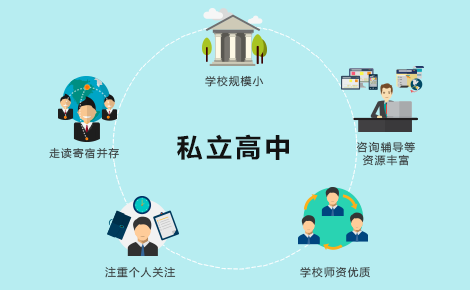 学校规模小
走读寄宿并存
私立高中
咨询辅导等
资源丰富
注重个人关注
学校师资优质